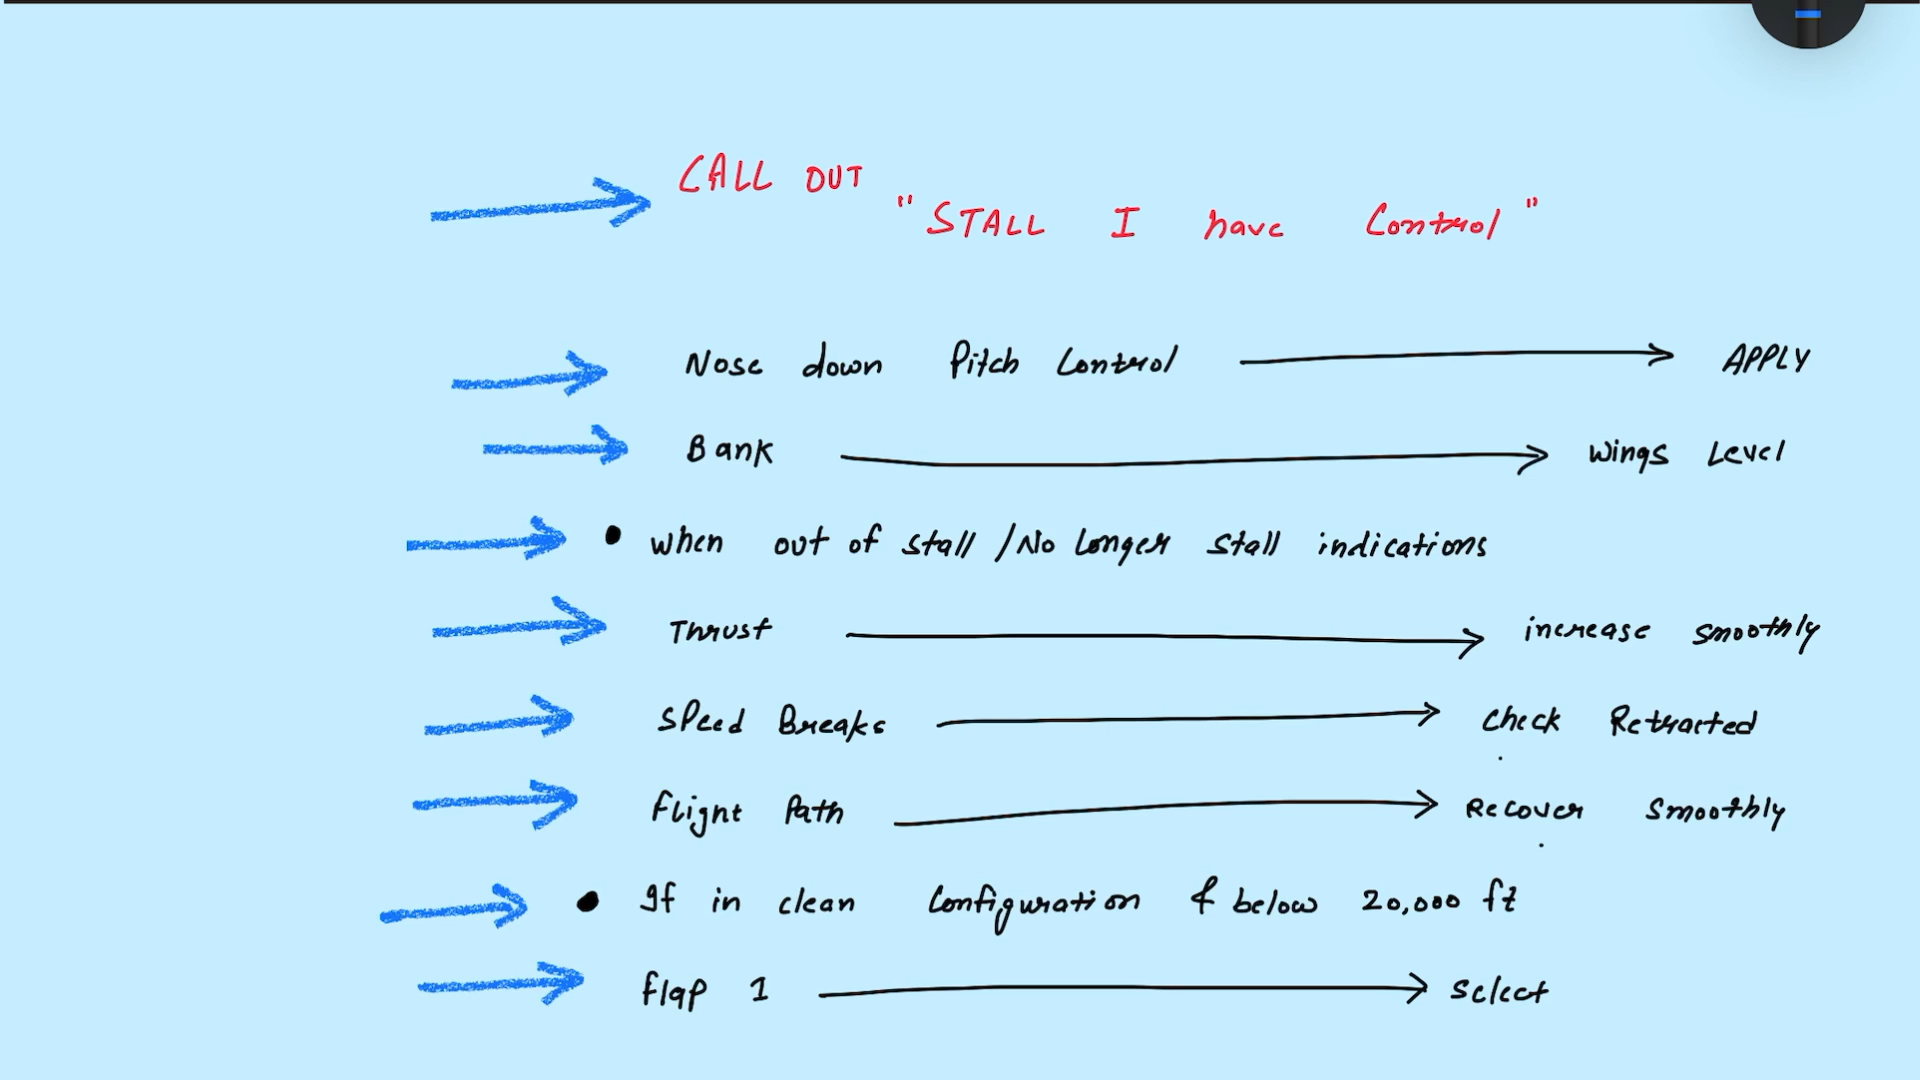 CALL OUT
"STALL I have Control"
Nose down Pitch Control APPLY
Bank Wings Level
• When out of stall / No Longer stall indications
Thrust increase smoothly
Speed Breaks Check Retracted
Flight Path Recover Smoothly
• If in clean Configuration & below 20,000 ft
flap 1 Select